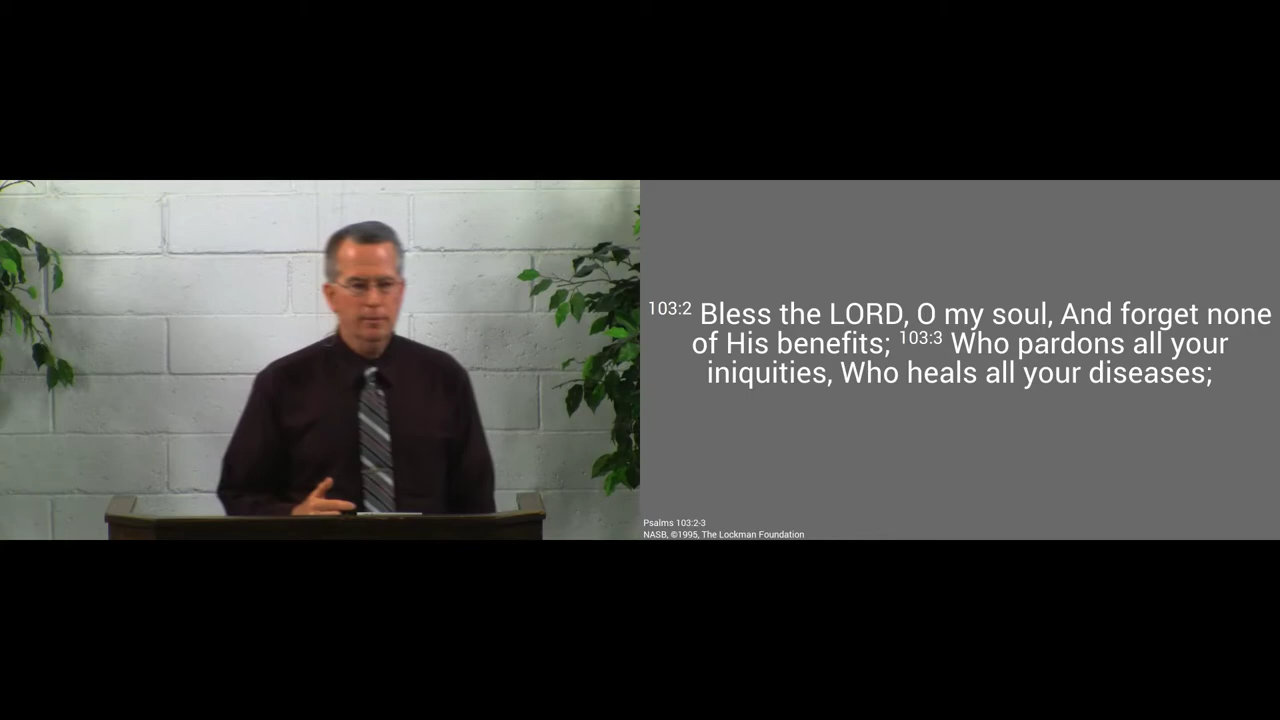 103:2 Bless the LORD, O my soul, And forget none
of His benefits; 103:3 Who pardons all your
iniquities, Who heals all your diseases;
Psalms 103:2-3
NASB, ©1995, The Lockman Foundation